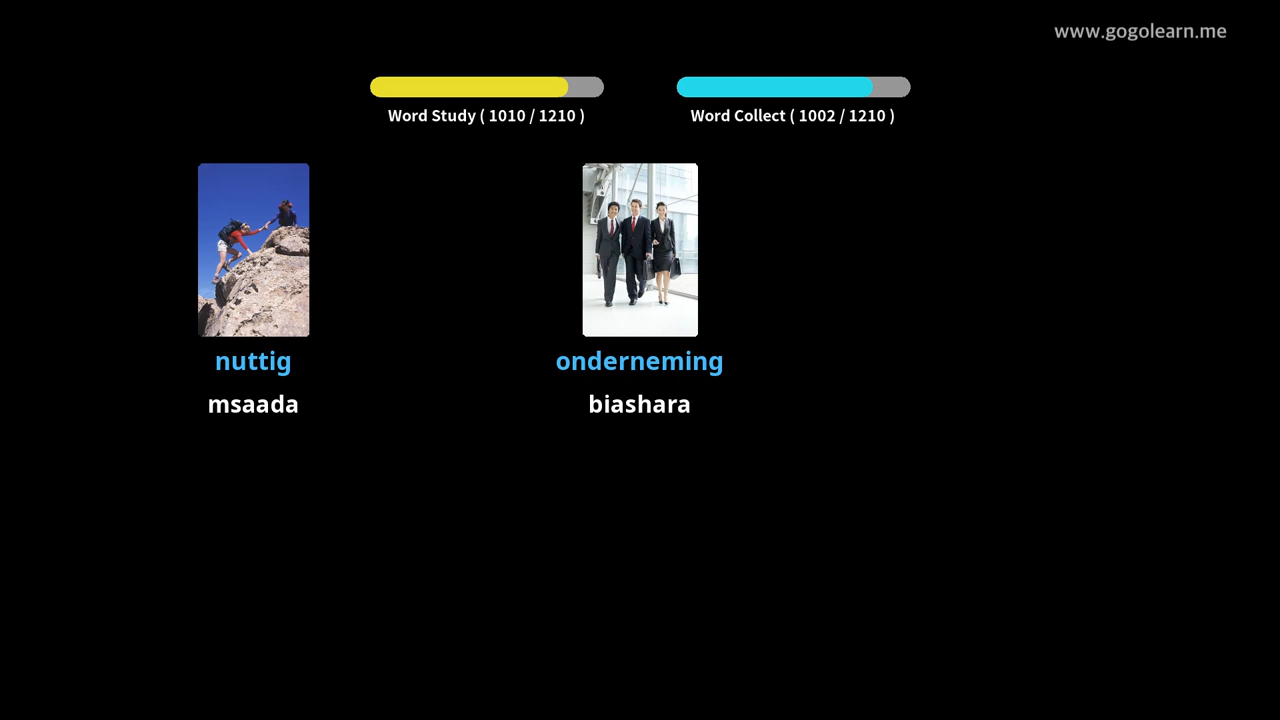 www.gogolearn.me
Word Study ( 1010 / 1210 )
Word Collect ( 1002 / 1210 )
nuttig
onderneming
msaada
biashara